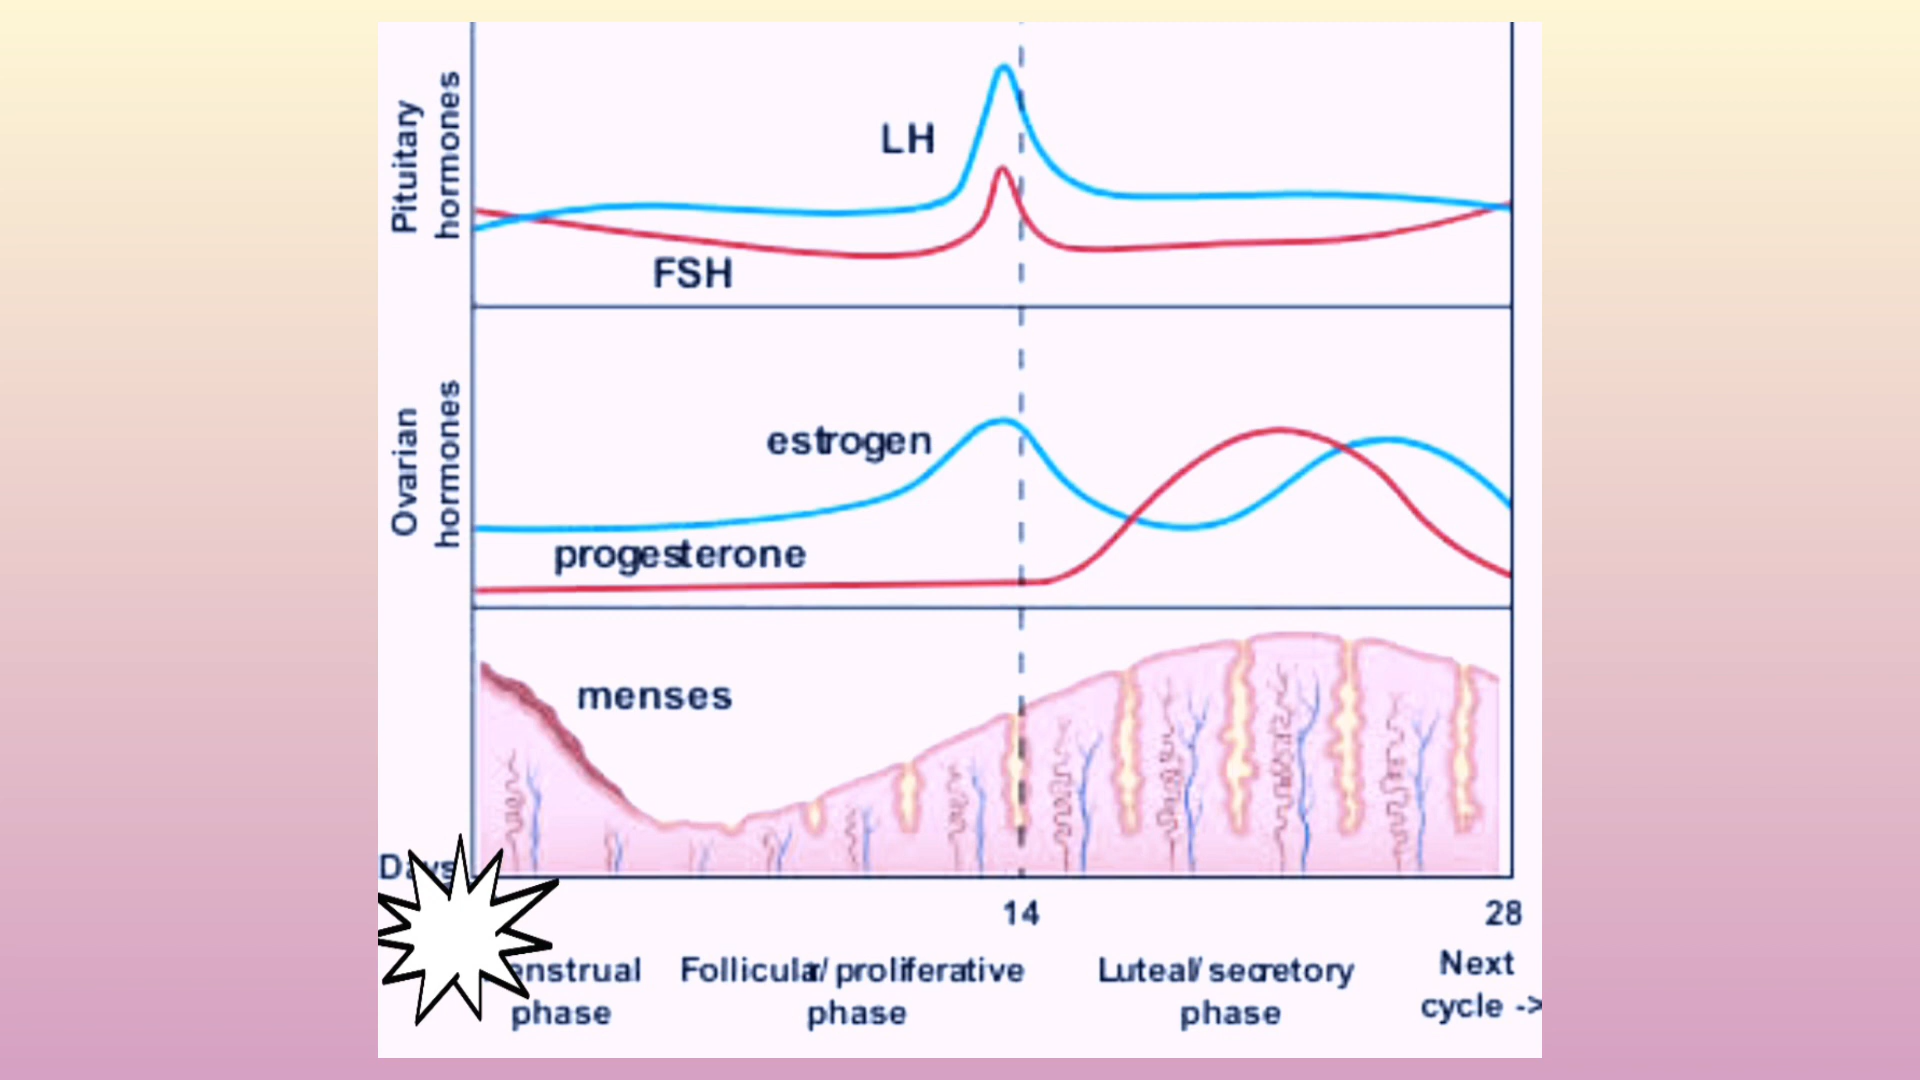 Pituitary
hormones
LH
FSH
Ovarian
hormones
estrogen
progesterone
menses
Days
14
28
enstrual
phase
Follicular/ proliferative
phase
Luteal/ secretory
phase
Next
cycle ->